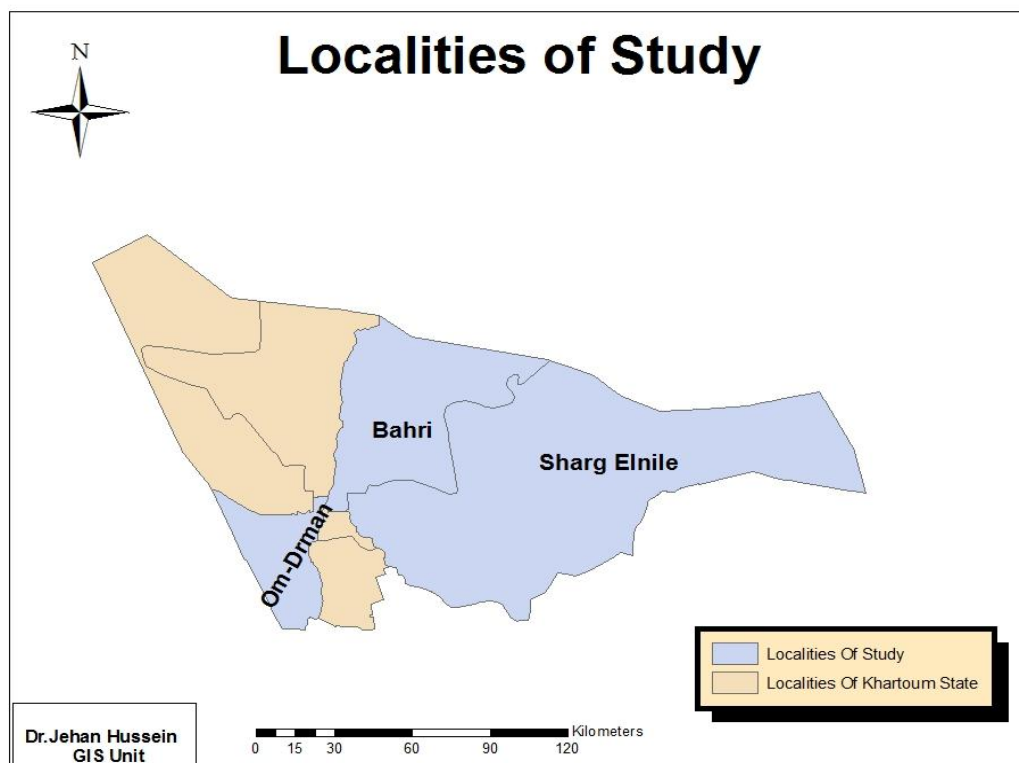 Localities of Study
N
Bahri
Sharg Elnile
Om-Drman
Localities Of Study
Localities Of Khartoum State
Dr.Jehan Hussein
GIS Unit
Kilometers
0 15 30 60 90 120